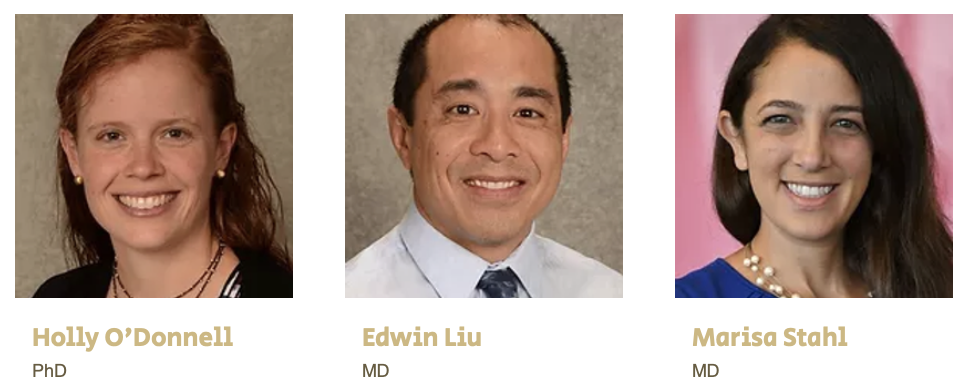 Holly O’Donnell
PhD
Edwin Liu
MD
Marisa Stahl
MD